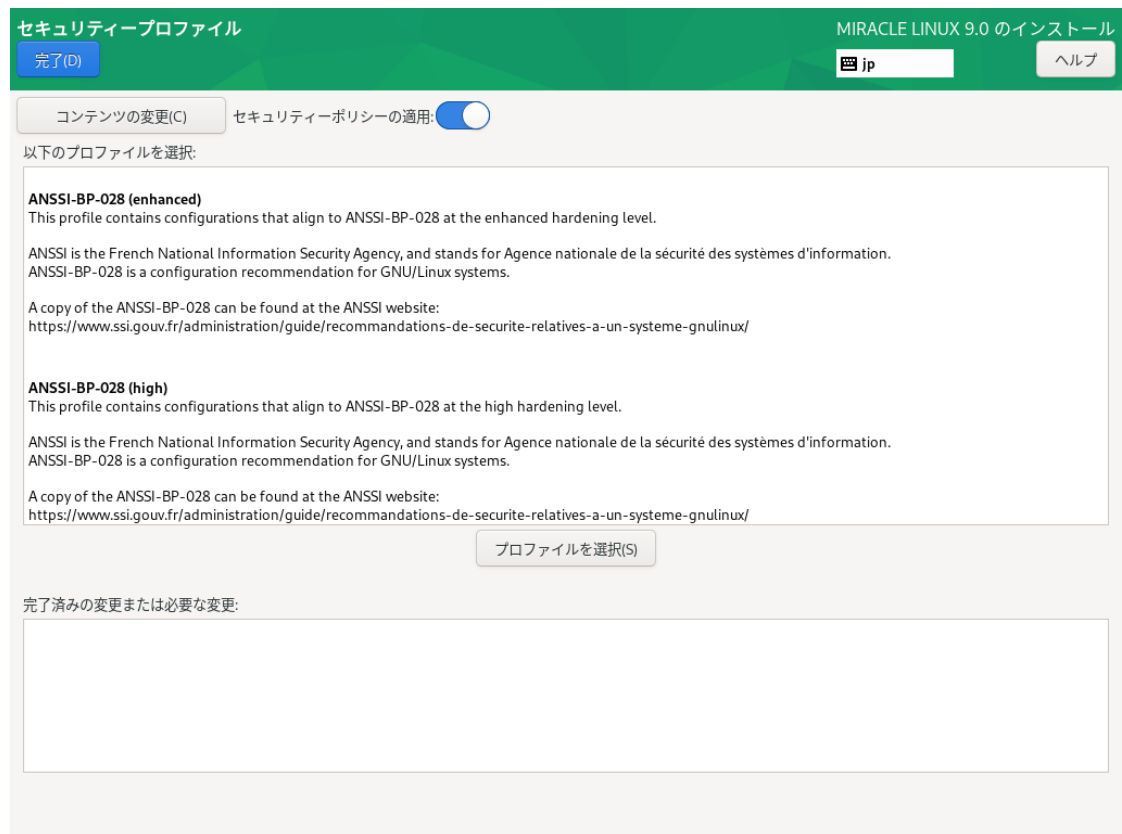 セキュリティープロファイル
MIRACLE LINUX 9.0 のインストール
完了(D)
jp
ヘルプ
コンテンツの変更(C)
セキュリティーポリシーの適用:
以下のプロファイルを選択:
ANSSI-BP-028 (enhanced)
This profile contains configurations that align to ANSSI-BP-028 at the enhanced hardening level.
ANSSI is the French National Information Security Agency, and stands for Agence nationale de la sécurité des systèmes d'information.
ANSSI-BP-028 is a configuration recommendation for GNU/Linux systems.
A copy of the ANSSI-BP-028 can be found at the ANSSI website:
https://www.ssi.gouv.fr/administration/guide/recommandations-de-securite-relatives-a-un-systeme-gnulinux/
ANSSI-BP-028 (high)
This profile contains configurations that align to ANSSI-BP-028 at the high hardening level.
ANSSI is the French National Information Security Agency, and stands for Agence nationale de la sécurité des systèmes d'information.
ANSSI-BP-028 is a configuration recommendation for GNU/Linux systems.
A copy of the ANSSI-BP-028 can be found at the ANSSI website:
https://www.ssi.gouv.fr/administration/guide/recommandations-de-securite-relatives-a-un-systeme-gnulinux/
プロファイルを選択(S)
完了済みの変更または必要な変更: